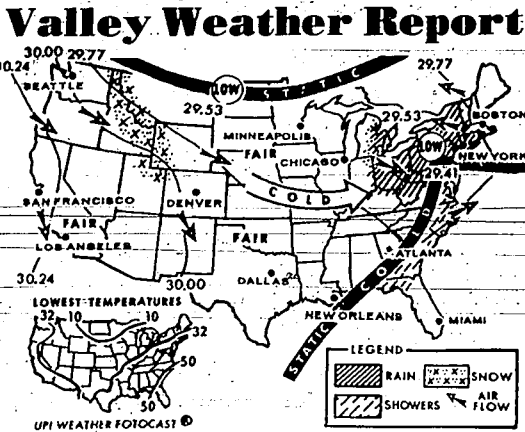 Valley Weather Report
30.00 29.77
30.24
SEATTLE
LOW
STATIC
29.77
29.53
29.53
BOSTON
MINNEAPOLIS
FAIR
CHICAGO
LOW
NEW YORK
29.41
COLD
SAN FRANCISCO
DENVER
FAIR
FAIR
LOS ANGELES
ATLANTA
30.24
30.00
DALLAS
STATIC COLD
NEW ORLEANS
MIAMI
LOWEST TEMPERATURES
32 10 10
32
50
50
LEGEND
RAIN
SNOW
SHOWERS
AIR FLOW
UPI WEATHER FOTOCAST ®